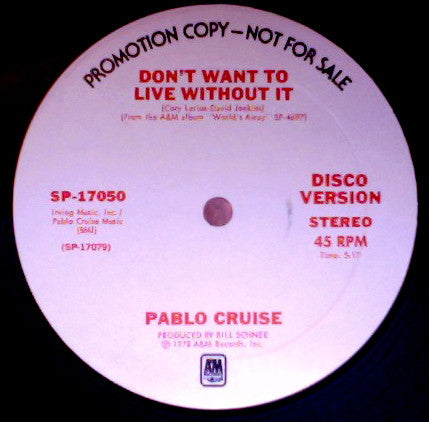 PROMOTION COPY—NOT FOR SALE
DON'T WANT TO
LIVE WITHOUT IT
(Cory Lerios-David Jenkins)
(From the A&M album "World's Away" SP-4697)
SP-17050
Irving Music, Inc./
Pablo Cruise Music
(BMI)
(SP-17079)
DISCO
VERSION
STEREO
45 RPM
Time: 5:17
PABLO CRUISE
PRODUCED BY BILL SCHNEE
℗ 1978 A&M Records, Inc.
A&M